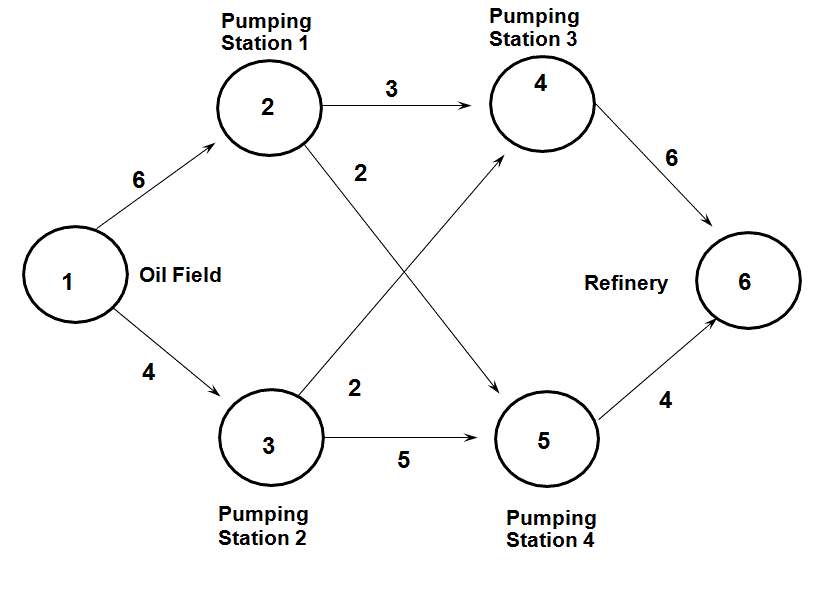 Pumping
Station 1
Pumping
Station 3
2
3
4
6
2
6
1
Oil Field
Refinery
6
4
2
4
3
5
5
Pumping
Station 2
Pumping
Station 4